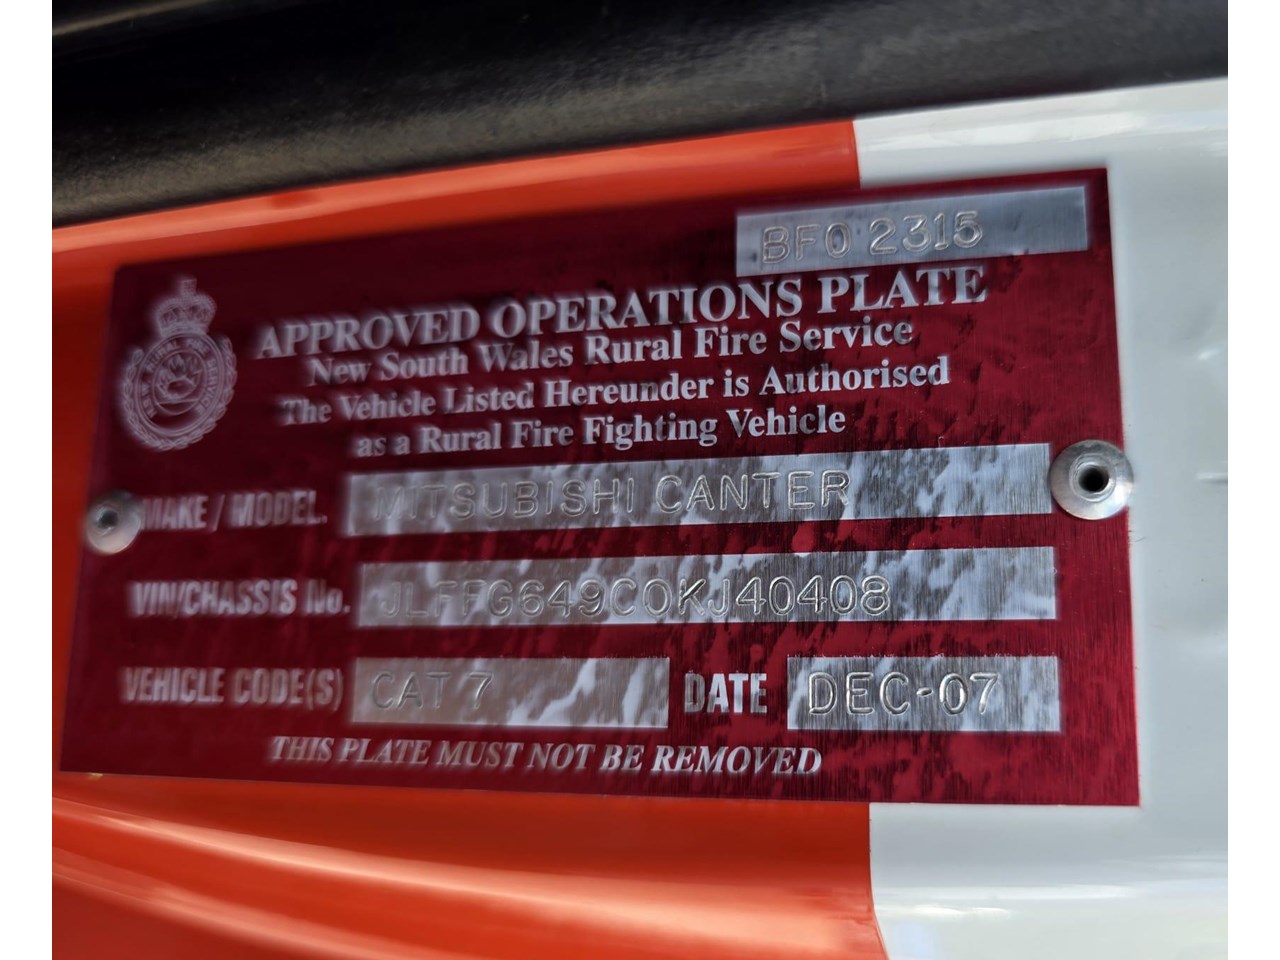 BFO 2315
APPROVED OPERATIONS PLATE
New South Wales Rural Fire Service
The Vehicle Listed Hereunder is Authorised
as a Rural Fire Fighting Vehicle
MAKE / MODEL. MITSUBISHI CANTER
VIN/CHASSIS No. JLFFG649COKJ40408
VEHICLE CODE(S) CAT 7 DATE DEC-07
THIS PLATE MUST NOT BE REMOVED